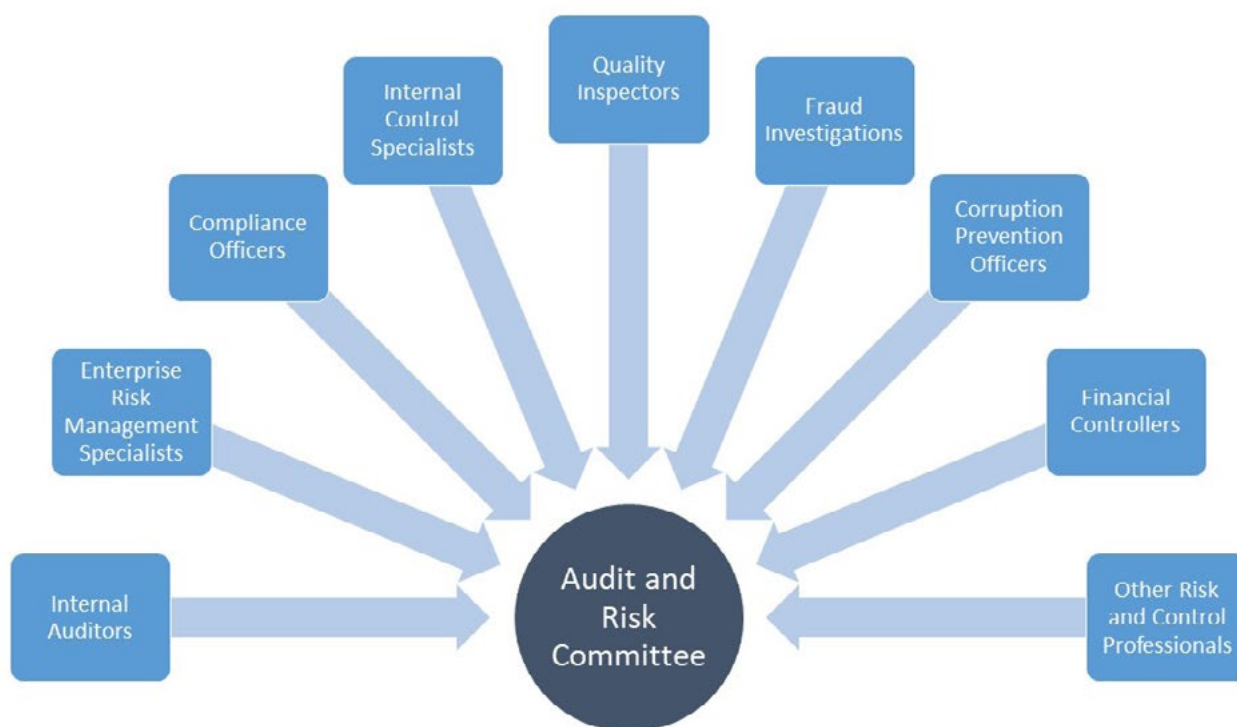 Quality
Inspectors
Internal
Control
Specialists
Fraud
Investigations
Compliance
Officers
Corruption
Prevention
Officers
Enterprise
Risk
Management
Specialists
Financial
Controllers
Internal
Auditors
Audit and
Risk
Committee
Other Risk
and Control
Professionals